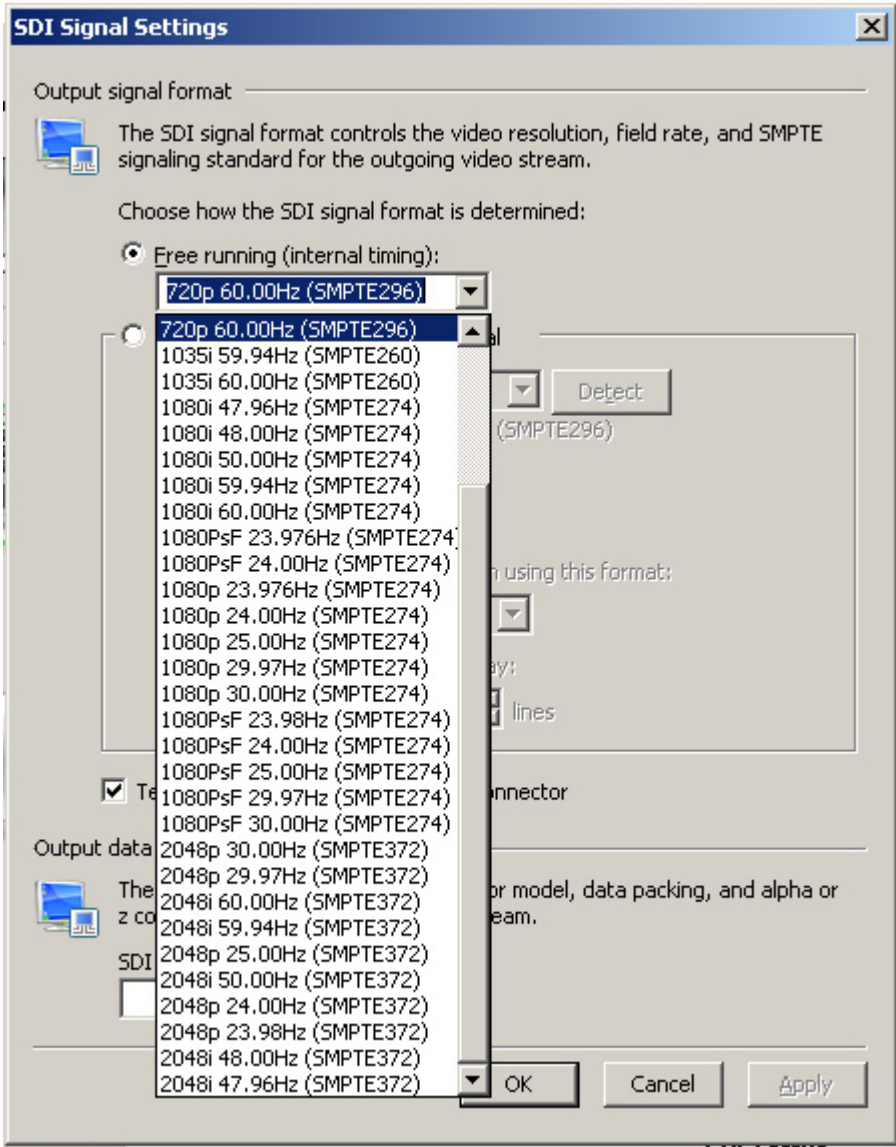 SDI Signal Settings
Output signal format
The SDI signal format controls the video resolution, field rate, and SMPTE
signaling standard for the outgoing video stream.
Choose how the SDI signal format is determined:
Free running (internal timing):
720p 60.00Hz (SMPTE296)
720p 60.00Hz (SMPTE296)
1035i 59.94Hz (SMPTE260)
1035i 60.00Hz (SMPTE260)
1080i 47.96Hz (SMPTE274)
Detect
1080i 48.00Hz (SMPTE274)
(SMPTE296)
1080i 50.00Hz (SMPTE274)
1080i 59.94Hz (SMPTE274)
1080i 60.00Hz (SMPTE274)
1080PsF 23.976Hz (SMPTE274)
1080PsF 24.00Hz (SMPTE274)
using this format:
1080p 23.976Hz (SMPTE274)
1080p 24.00Hz (SMPTE274)
1080p 25.00Hz (SMPTE274)
1080p 29.97Hz (SMPTE274)
1080p 30.00Hz (SMPTE274)
1080PsF 23.98Hz (SMPTE274)
lines
1080PsF 24.00Hz (SMPTE274)
1080PsF 25.00Hz (SMPTE274)
1080PsF 29.97Hz (SMPTE274)
nnector
1080PsF 30.00Hz (SMPTE274)
Output data
2048p 30.00Hz (SMPTE372)
2048p 29.97Hz (SMPTE372)
The
or model, data packing, and alpha or
2048i 60.00Hz (SMPTE372)
z co
eam.
2048i 59.94Hz (SMPTE372)
2048p 25.00Hz (SMPTE372)
SDI
2048i 50.00Hz (SMPTE372)
2048p 24.00Hz (SMPTE372)
2048p 23.98Hz (SMPTE372)
2048i 48.00Hz (SMPTE372)
2048i 47.96Hz (SMPTE372)
OK
Cancel
Apply